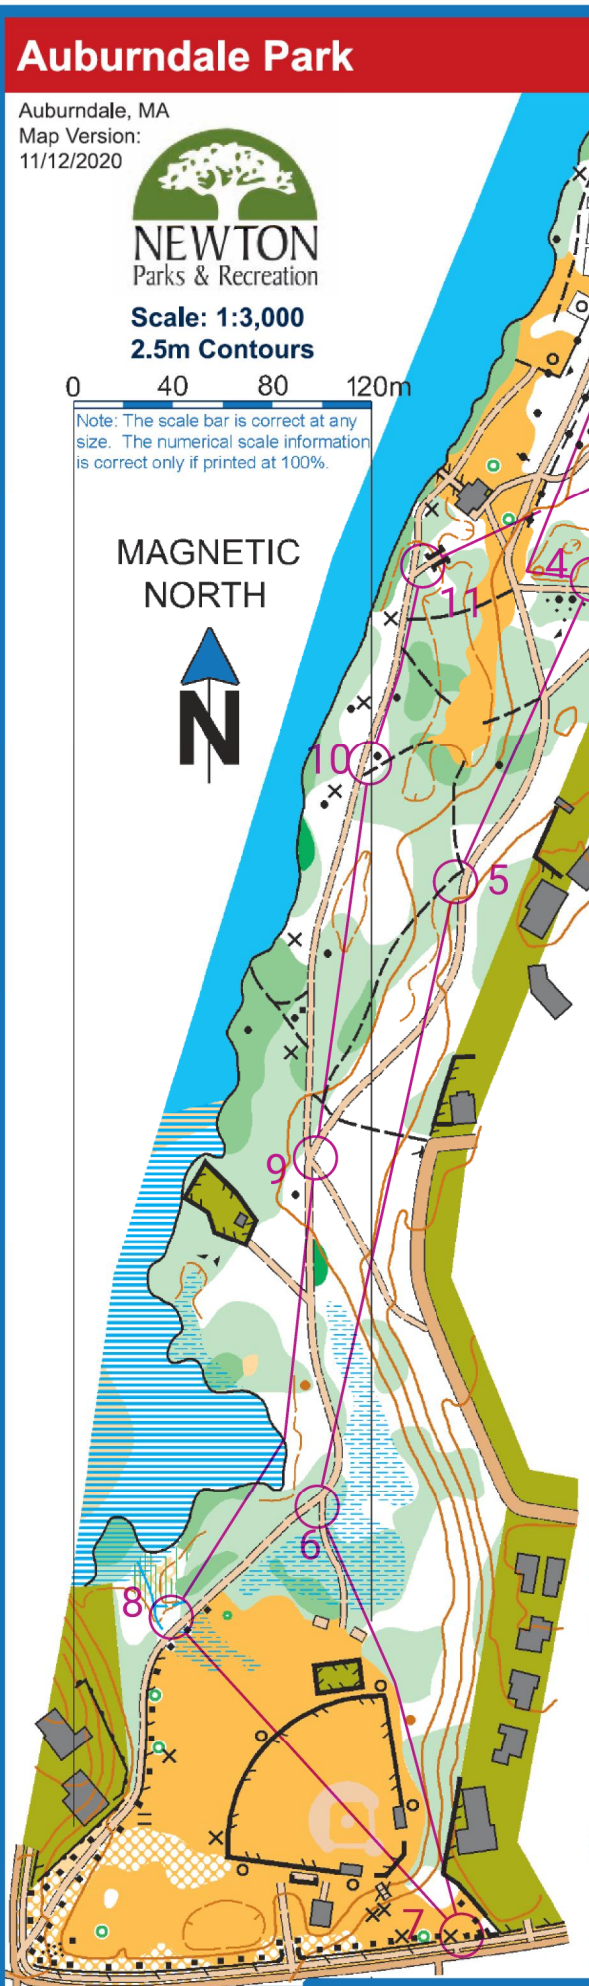 Auburndale Park
Auburndale, MA
Map Version:
11/12/2020
NEWTON
Parks & Recreation
Scale: 1:3,000
2.5m Contours
0 40 80 120m
Note: The scale bar is correct at any
size. The numerical scale information
is correct only if printed at 100%.
MAGNETIC
NORTH
N
4
11
10
5
9
6
8
7